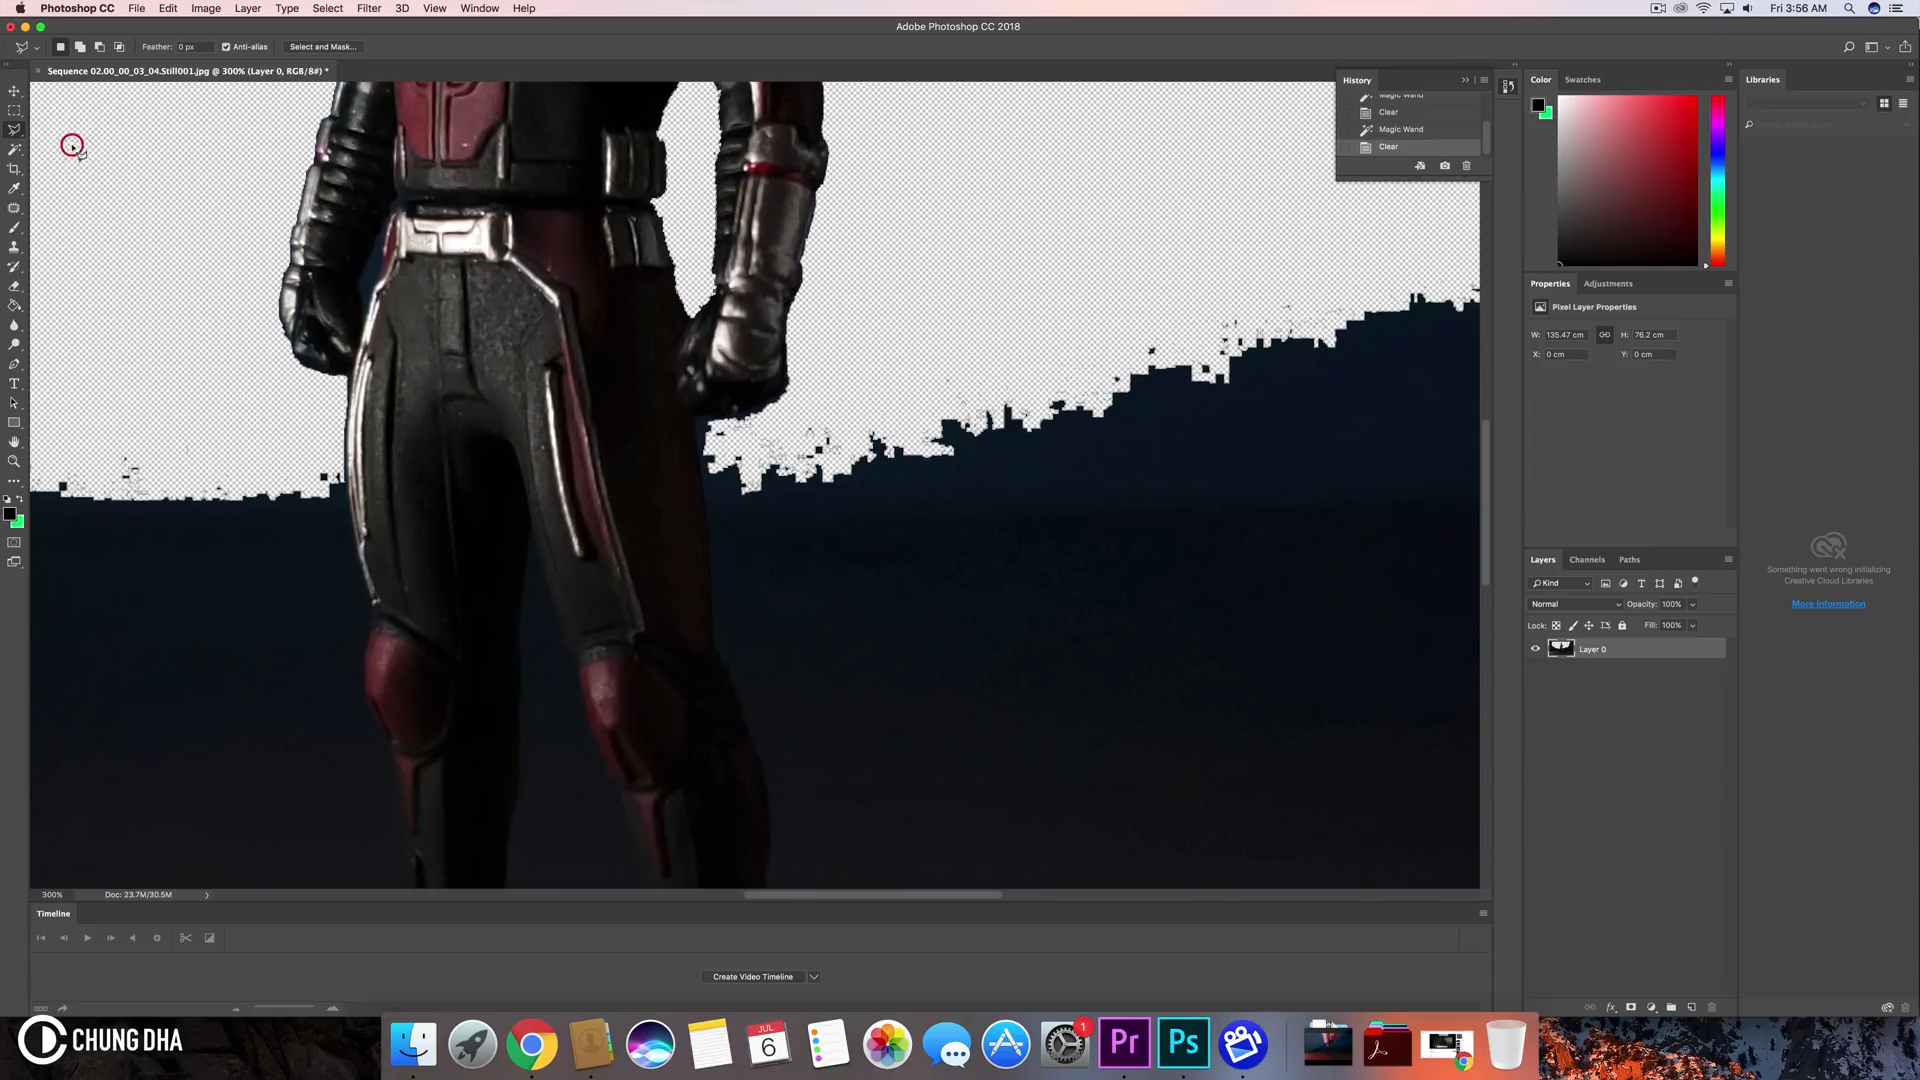 Photoshop CC File Edit Image Layer Type Select Filter 3D View Window Help Fri 3:56 AM
Adobe Photoshop CC 2018
Feather: 0 px Anti-alias Select and Mask...
Sequence 02.00_00_03_04.Still001.jpg @ 300% (Layer 0, RGB/8#) *
History
Magic Wand
Clear
Magic Wand
Clear
Color Swatches
Libraries
Properties Adjustments
Pixel Layer Properties
W: 135.47 cm H: 76.2 cm
X: 0 cm Y: 0 cm
Something went wrong initializing
Creative Cloud Libraries
More information
Layers Channels Paths
Kind
Normal Opacity: 100%
Lock: Fill: 100%
Layer 0
300% Doc: 23.7M/30.5M
Timeline
Create Video Timeline
CHUNG DHA
JUL
6
1
Pr
Ps